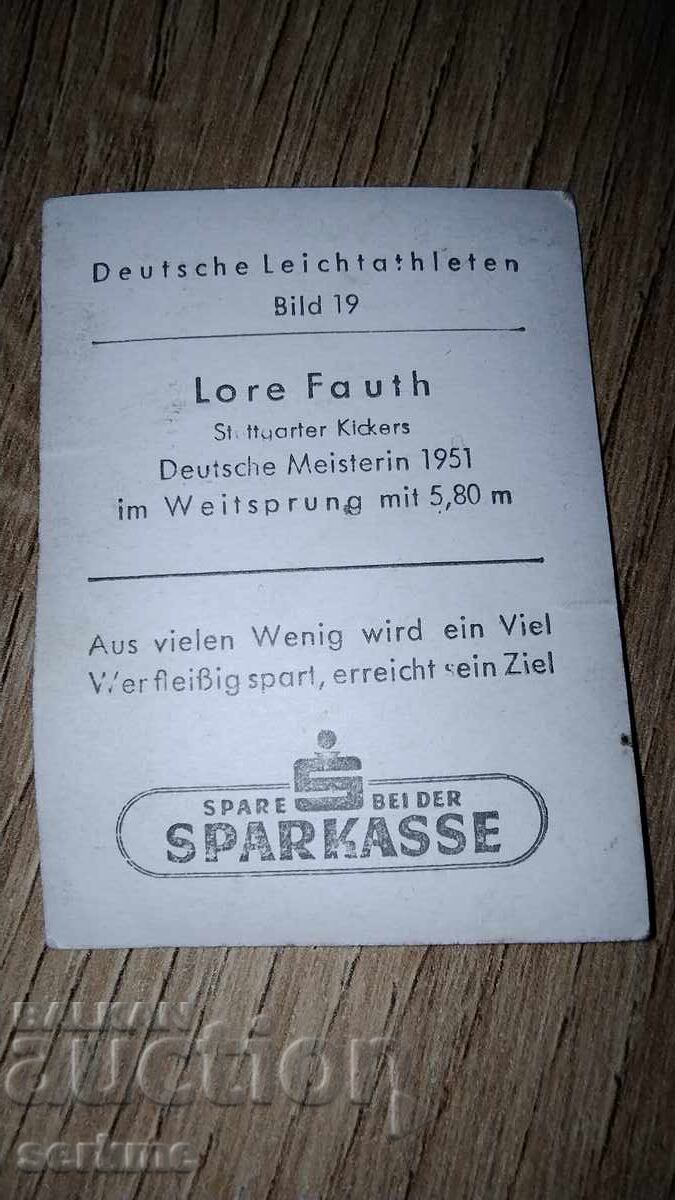 Deutsche Leichtathleten
Bild 19
Lore Fauth
Stuttgarter Kickers
Deutsche Meisterin 1951
im Weitsprung mit 5,80 m
Aus vielen Wenig wird ein Viel
Wer fleißig spart, erreicht sein Ziel
SPARE BEI DER
SPARKASSE
BALKAN
auction
serkme